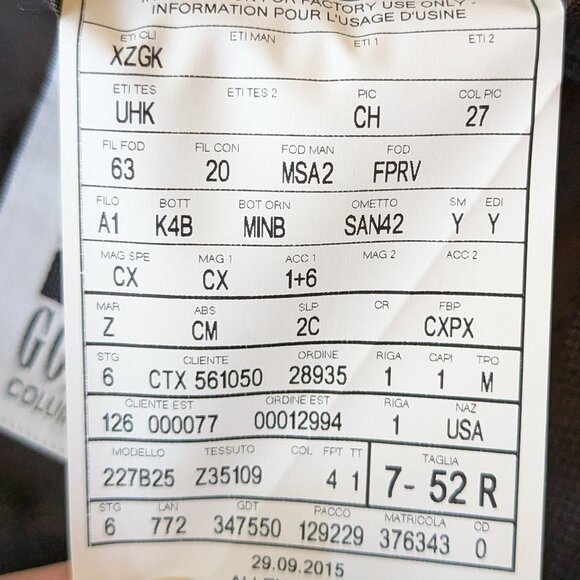 INFORMATION FOR FACTORY USE ONLY -
INFORMATION POUR L'USAGE D'USINE
ETI CLI ETI MAN ETI 1 ETI 2
XZGK
ETI TES ETI TES 2 PIC COL PIC
UHK CH 27
FIL FOD FIL CON FOD MAN FOD
63 20 MSA2 FPRV
FILO BOTT BOT ORN OMETTO SM EDI
A1 K4B MINB SAN42 Y Y
MAG SPE MAG 1 ACC 1 MAG 2 ACC 2
CX CX 1+6
MAR ABS SLP CR FBP
Z CM 2C CXPX
STG CLIENTE ORDINE RIGA CAPI TPO
6 CTX 561050 28935 1 1 M
CLIENTE EST ORDINE EST RIGA NAZ
126 000077 00012994 1 USA
MODELLO TESSUTO COL FPT TT TAGLIA
227B25 Z35109 4 1 7- 52 R
STG LAN GDT PACCO MATRICOLA CD
6 772 347550 129229 376343 0
29.09.2015